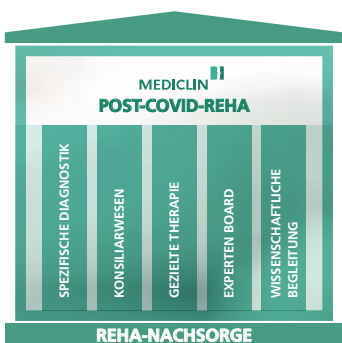 MEDICLIN
POST-COVID-REHA
SPEZIFISCHE DIAGNOSTIK
KONSILIARWESEN
GEZIELTE THERAPIE
EXPERTEN BOARD
WISSENSCHAFTLICHE
BEGLEITUNG
REHA-NACHSORGE